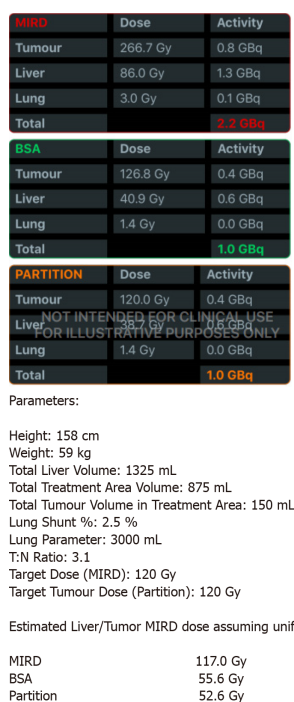 MIRD Dose Activity
Tumour 266.7 Gy 0.8 GBq
Liver 86.0 Gy 1.3 GBq
Lung 3.0 Gy 0.1 GBq
Total 2.2 GBq
BSA Dose Activity
Tumour 126.8 Gy 0.4 GBq
Liver 40.9 Gy 0.6 GBq
Lung 1.4 Gy 0.0 GBq
Total 1.0 GBq
PARTITION Dose Activity
Tumour 120.0 Gy 0.4 GBq
NOT INTENDED FOR CLINICAL USE
Liver 38.7 Gy 0.6 GBq
FOR ILLUSTRATIVE PURPOSES ONLY
Lung 1.4 Gy 0.0 GBq
Total 1.0 GBq
Parameters:
Height: 158 cm
Weight: 59 kg
Total Liver Volume: 1325 mL
Total Treatment Area Volume: 875 mL
Total Tumour Volume in Treatment Area: 150 mL
Lung Shunt %: 2.5 %
Lung Parameter: 3000 mL
T:N Ratio: 3.1
Target Dose (MIRD): 120 Gy
Target Tumour Dose (Partition): 120 Gy
Estimated Liver/Tumor MIRD dose assuming unif
MIRD 117.0 Gy
BSA 55.6 Gy
Partition 52.6 Gy